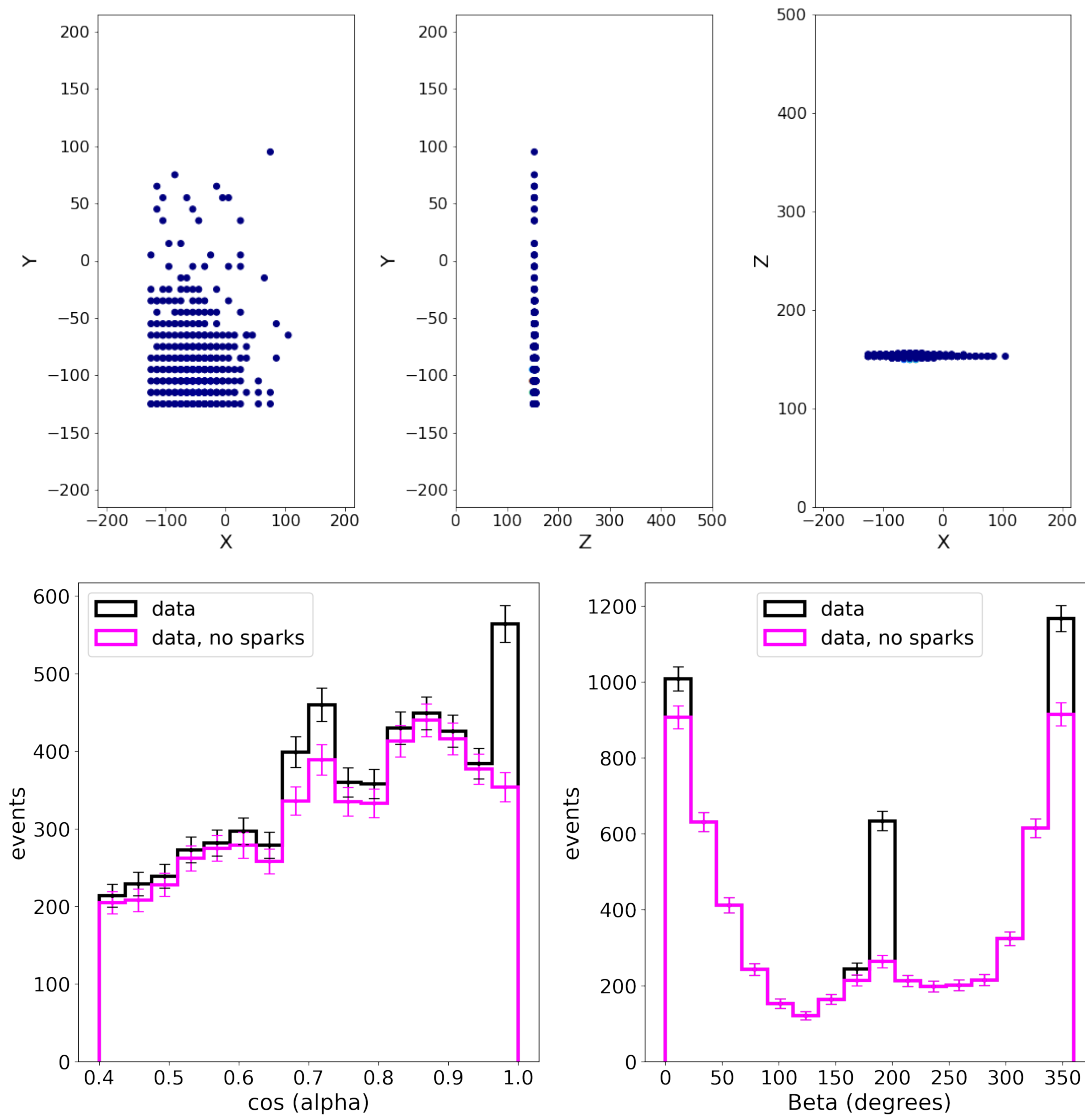 200
150
100
50
0
−50
−100
−150
−200
Y
−200 −100 0 100 200
X
200
150
100
50
0
−50
−100
−150
−200
Y
0 100 200 300 400 500
Z
500
400
300
200
100
0
Z
−200 −100 0 100 200
X
600
500
400
300
200
100
0
events
data
data, no sparks
0.4 0.5 0.6 0.7 0.8 0.9 1.0
cos (alpha)
1200
1000
800
600
400
200
0
events
data
data, no sparks
0 50 100 150 200 250 300 350
Beta (degrees)